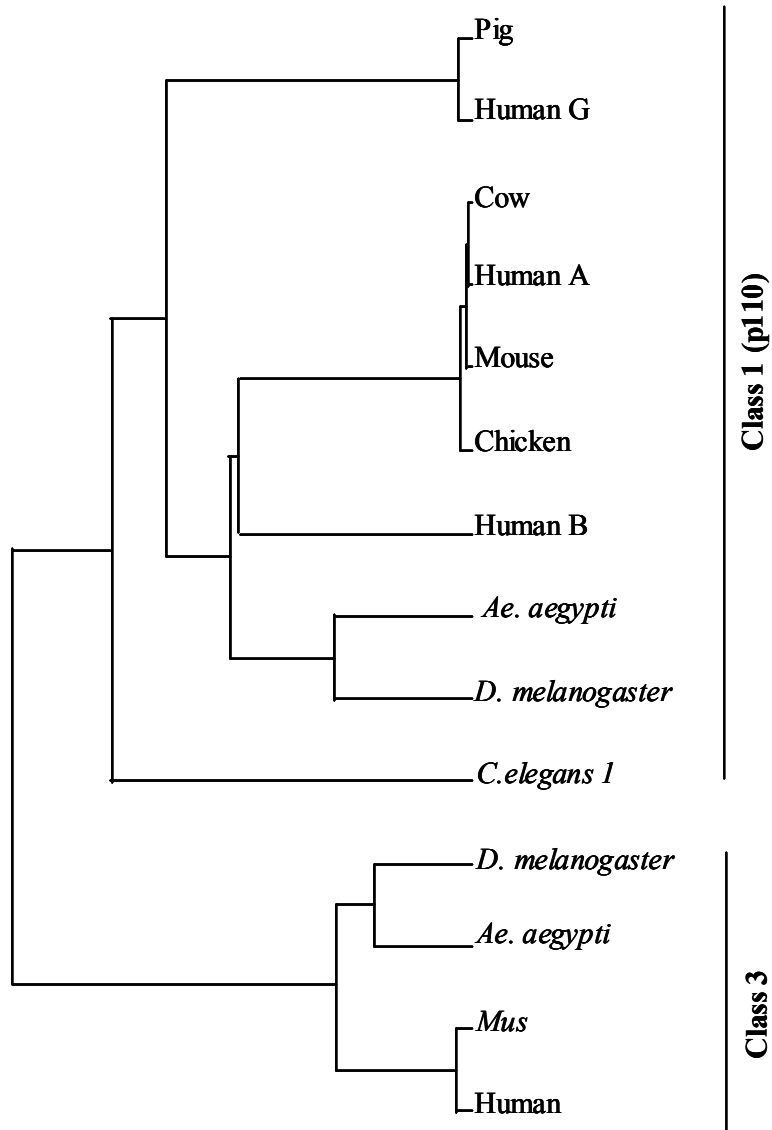 Pig
Human G
Cow
Human A
Mouse
Chicken
Human B
Ae. aegypti
D. melanogaster
C.elegans 1
Class 1 (p110)
D. melanogaster
Ae. aegypti
Mus
Human
Class 3